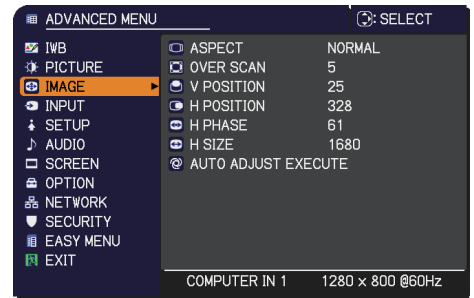 ADVANCED MENU : SELECT
IWB
PICTURE
IMAGE
INPUT
SETUP
AUDIO
SCREEN
OPTION
NETWORK
SECURITY
EASY MENU
EXIT
ASPECT NORMAL
OVER SCAN 5
V POSITION 25
H POSITION 328
H PHASE 61
H SIZE 1680
AUTO ADJUST EXECUTE
COMPUTER IN 1 1280 × 800 @60Hz